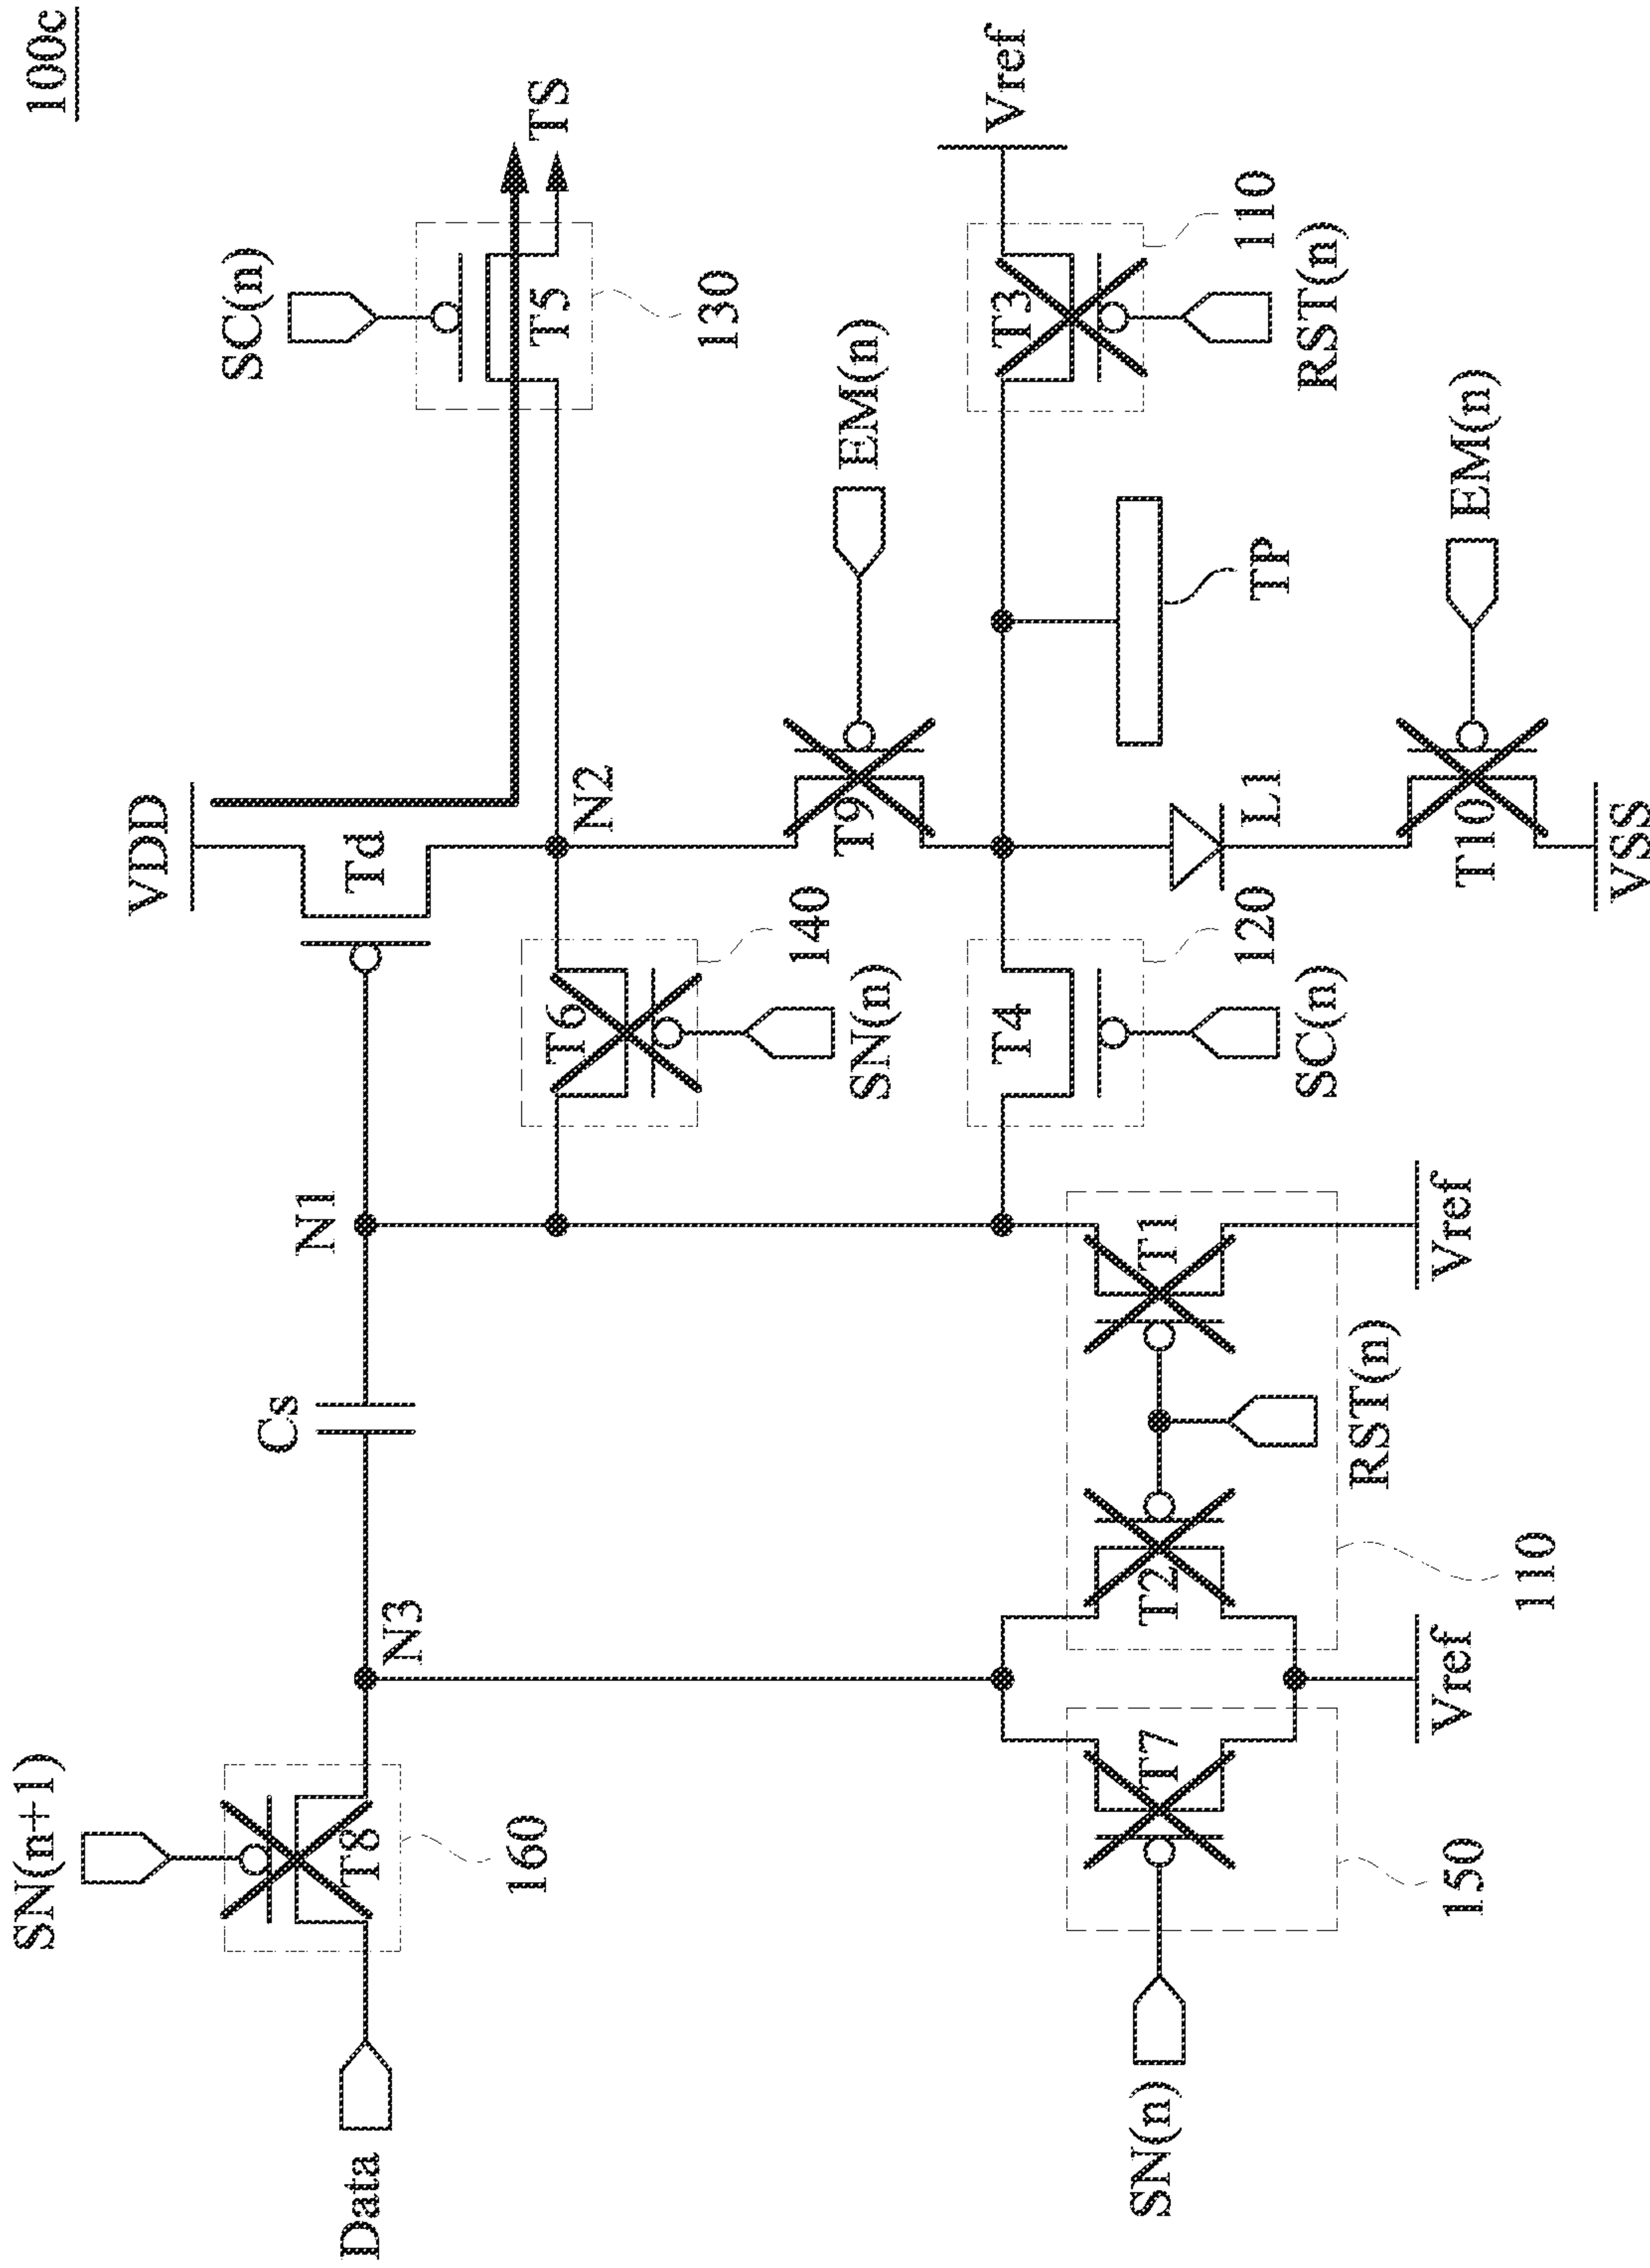 100c
SN(n+1)
T8
160
Data
N3
Cs
N1
VDD
Td
SC(n)
T5
TS
130
N2
T6
140
SN(n)
T9
EM(n)
T4
120
SC(n)
T3
Vref
110
RST(n)
TP
L1
T10
EM(n)
VSS
T7
150
SN(n)
T2
T1
RST(n)
110
Vref
Vref